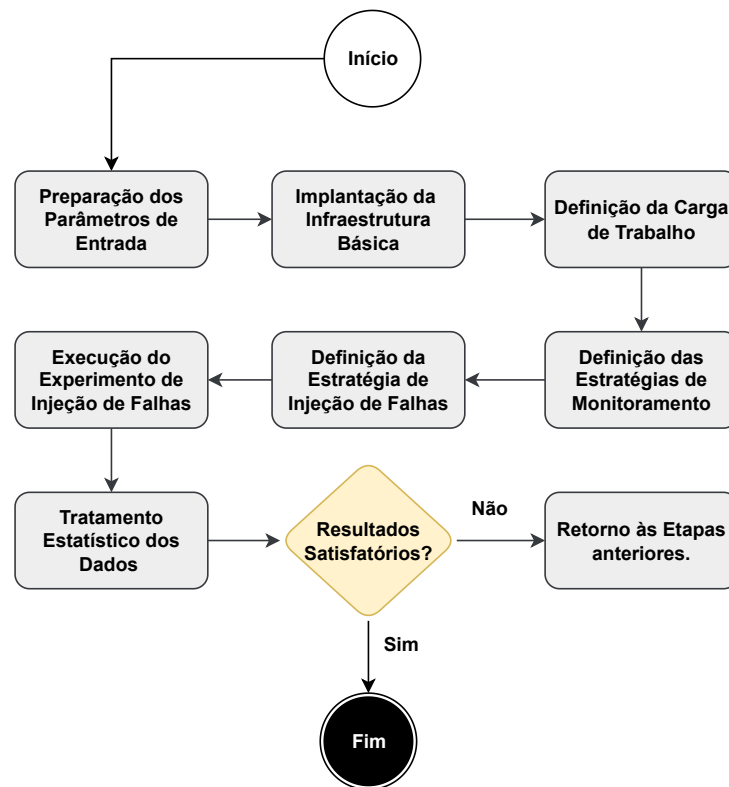 Início
Preparação dos
Parâmetros de
Entrada
Implantação da
Infraestrutura
Básica
Definição da Carga
de Trabalho
Definição das
Estratégias de
Monitoramento
Definição da
Estratégia de
Injeção de Falhas
Execução do
Experimento de
Injeção de Falhas
Tratamento
Estatístico dos
Dados
Resultados
Satisfatórios?
Não
Retorno às Etapas
anteriores.
Sim
Fim